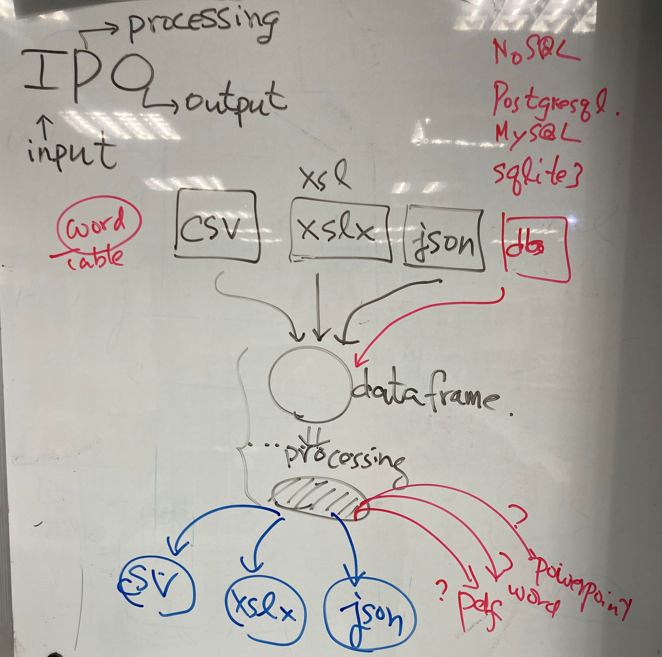 processing
IPO
output
input
NoSQL
Postgresql.
MySQL
sqlite3
xsl
word
table
csv
xslx
json
db
dataframe.
... processing
csv
xslx
json
? pdf
? word
? powerpoint